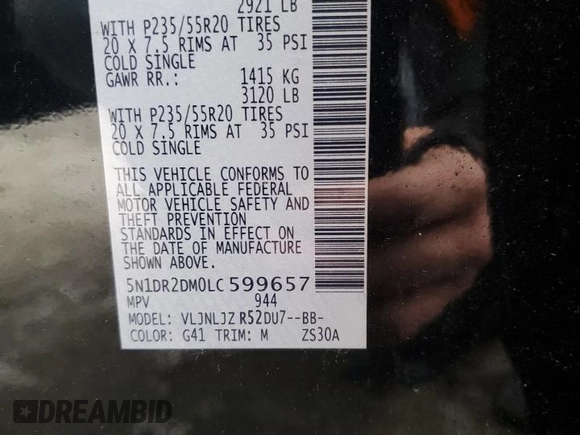 2921 LB
WITH P235/55R20 TIRES
20 X 7.5 RIMS AT 35 PSI
COLD SINGLE
GAWR RR.: 1415 KG
3120 LB
WITH P235/55R20 TIRES
20 X 7.5 RIMS AT 35 PSI
COLD SINGLE
THIS VEHICLE CONFORMS TO
ALL APPLICABLE FEDERAL
MOTOR VEHICLE SAFETY AND
THEFT PREVENTION
STANDARDS IN EFFECT ON
THE DATE OF MANUFACTURE
SHOWN ABOVE.
5N1DR2DM0LC599657
MPV 944
MODEL: VLJNLJZ R52DU7--BB-
COLOR: G41 TRIM: M ZS30A
DREAMBID